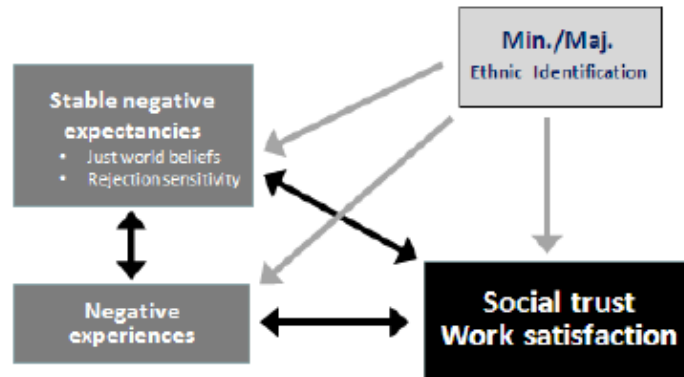 Min./Maj.
Ethnic Identification
Stable negative
expectancies
• Just world beliefs
• Rejection sensitivity
Negative
experiences
Social trust
Work satisfaction